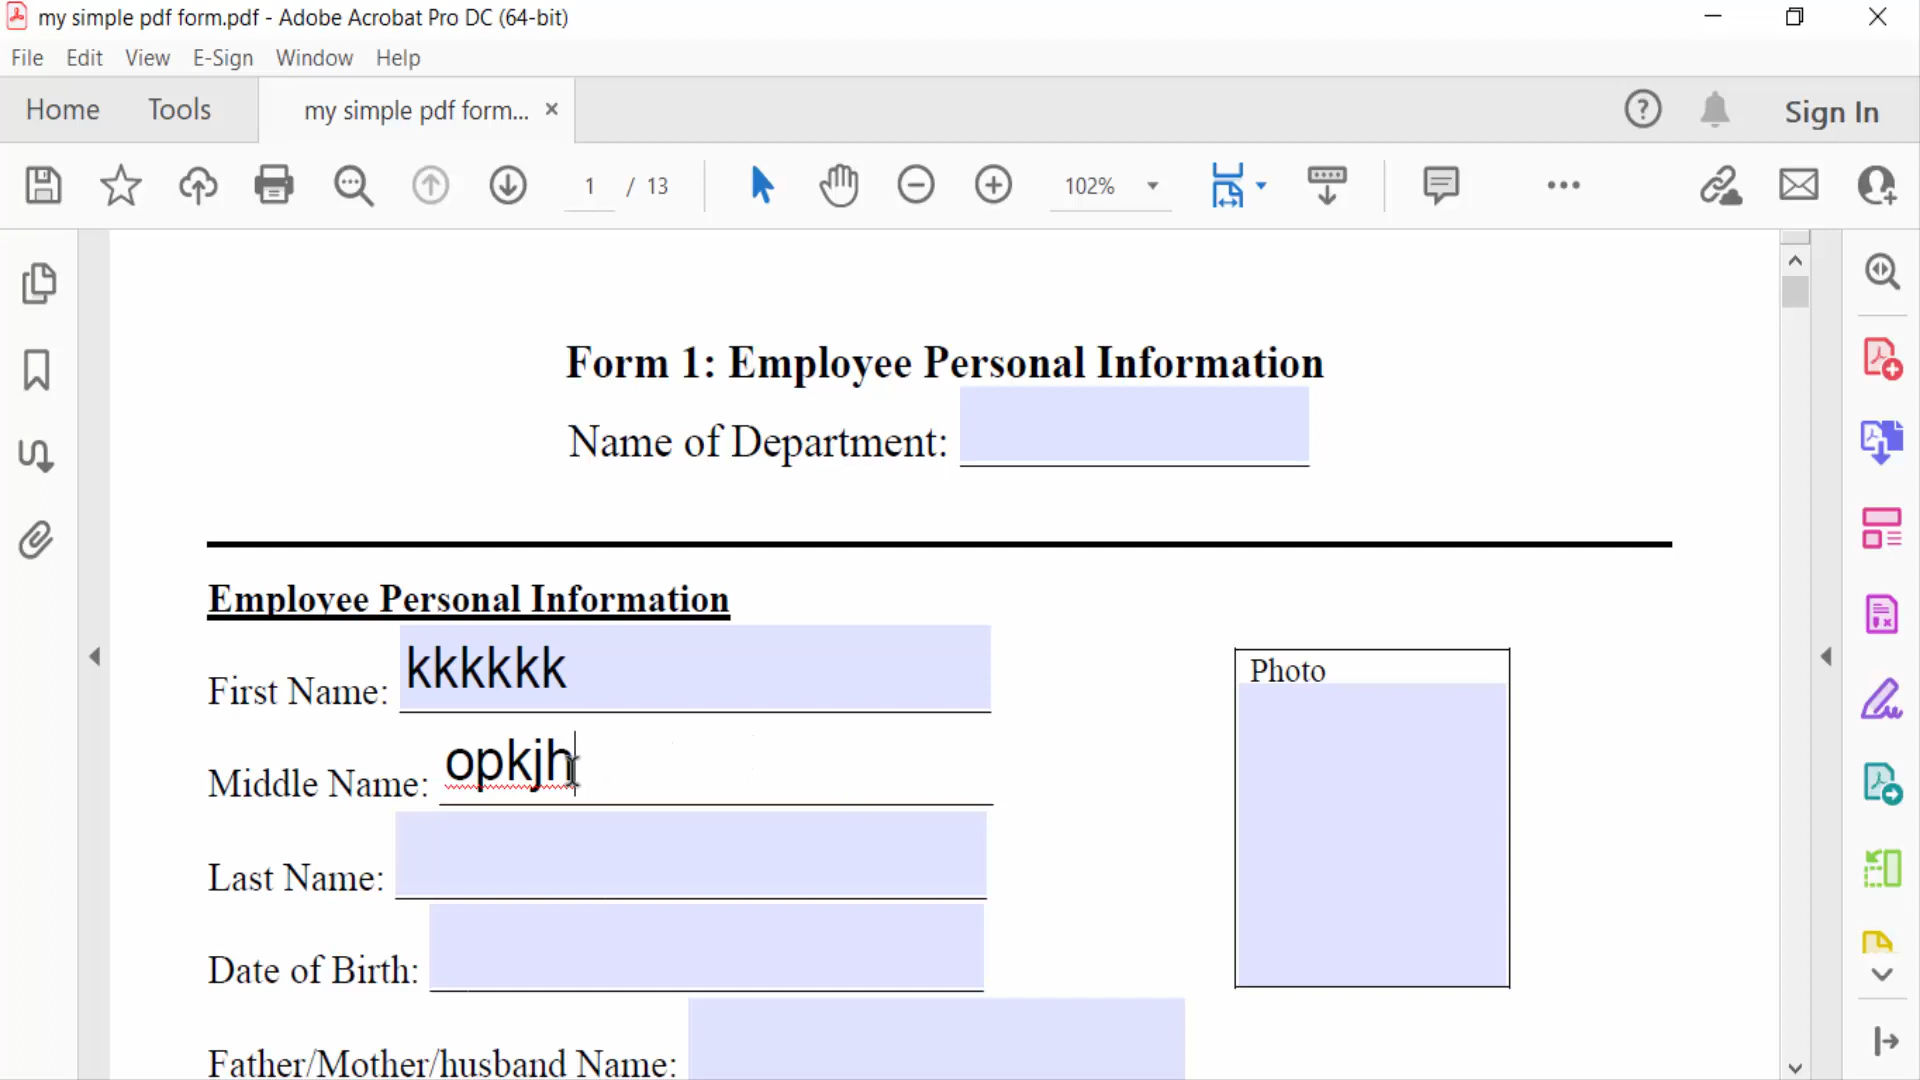 my simple pdf form.pdf - Adobe Acrobat Pro DC (64-bit)
File Edit View E-Sign Window Help
Home Tools my simple pdf form... × Sign In
1 / 13 102%
Form 1: Employee Personal Information
Name of Department:
Employee Personal Information
First Name: kkkkkk
Photo
Middle Name: opkjh
Last Name:
Date of Birth:
Father/Mother/husband Name: